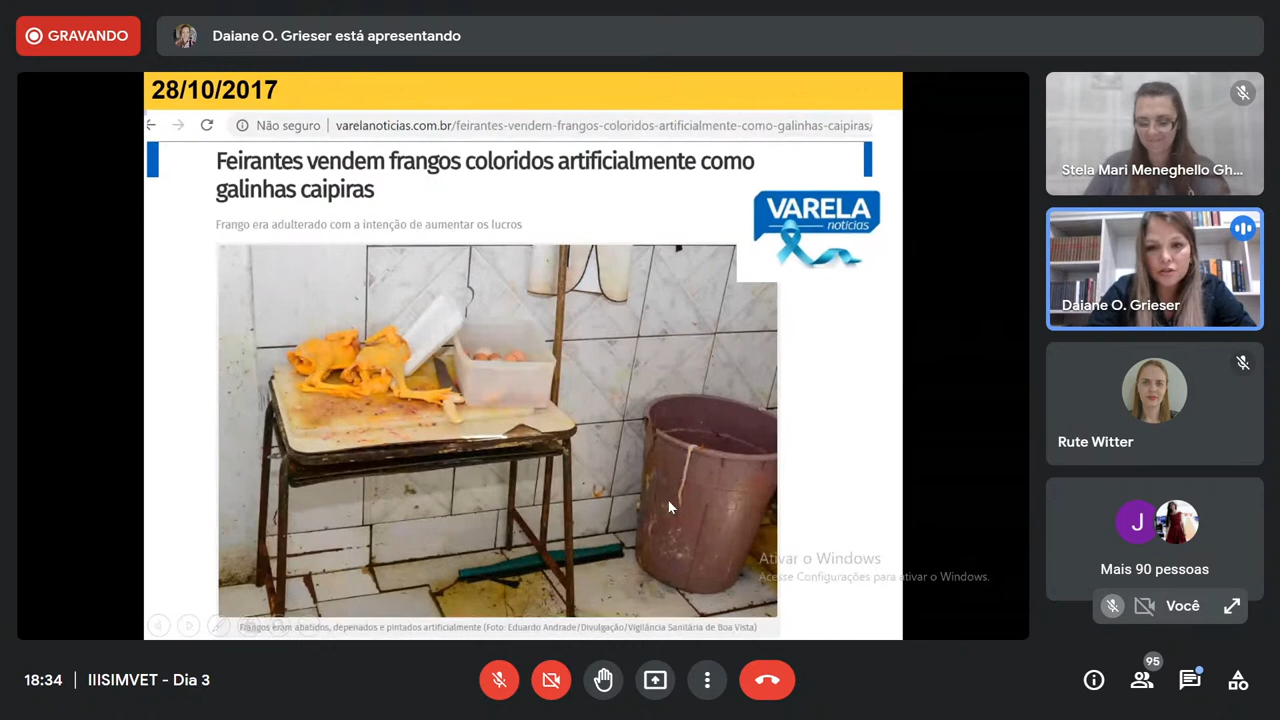 GRAVANDO
Daiane O. Grieser está apresentando
28/10/2017
Não seguro
varelanoticias.com.br/feirantes-vendem-frangos-coloridos-artificialmente-como-galinhas-caipiras/
Feirantes vendem frangos coloridos artificialmente como
galinhas caipiras
Frango era adulterado com a intenção de aumentar os lucros
VARELA
notícias
Ativar o Windows
Acesse Configurações para ativar o Windows.
Frangos eram abatidos, depenados e pintados artificialmente (Foto: Eduardo Andrade/Divulgação/Vigilância Sanitária de Boa Vista)
Stela Mari Meneghello Gh...
Daiane O. Grieser
Rute Witter
J
Mais 90 pessoas
Você
18:34
IIISIMVET - Dia 3
95